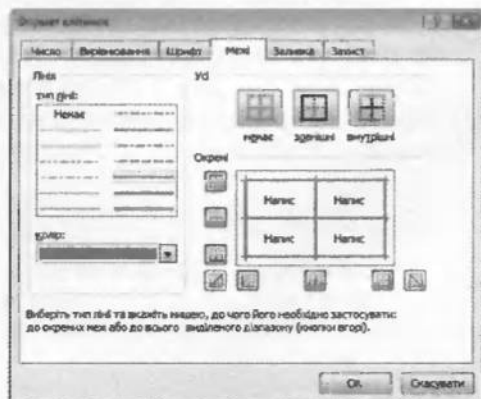 Формат клітинок
Число Вирівнювання Шрифт Межі Заливка Захист
Лінія
тип лінії:
Немає
колір:
Усі
немає зовнішні внутрішні
Окремі
Напис Напис
Напис Напис
Виберіть тип лінії та вкажіть мишею, до чого його необхідно застосувати:
до окремих меж або до всього виділеного діапазону (кнопки вгорі).
ОК Скасувати